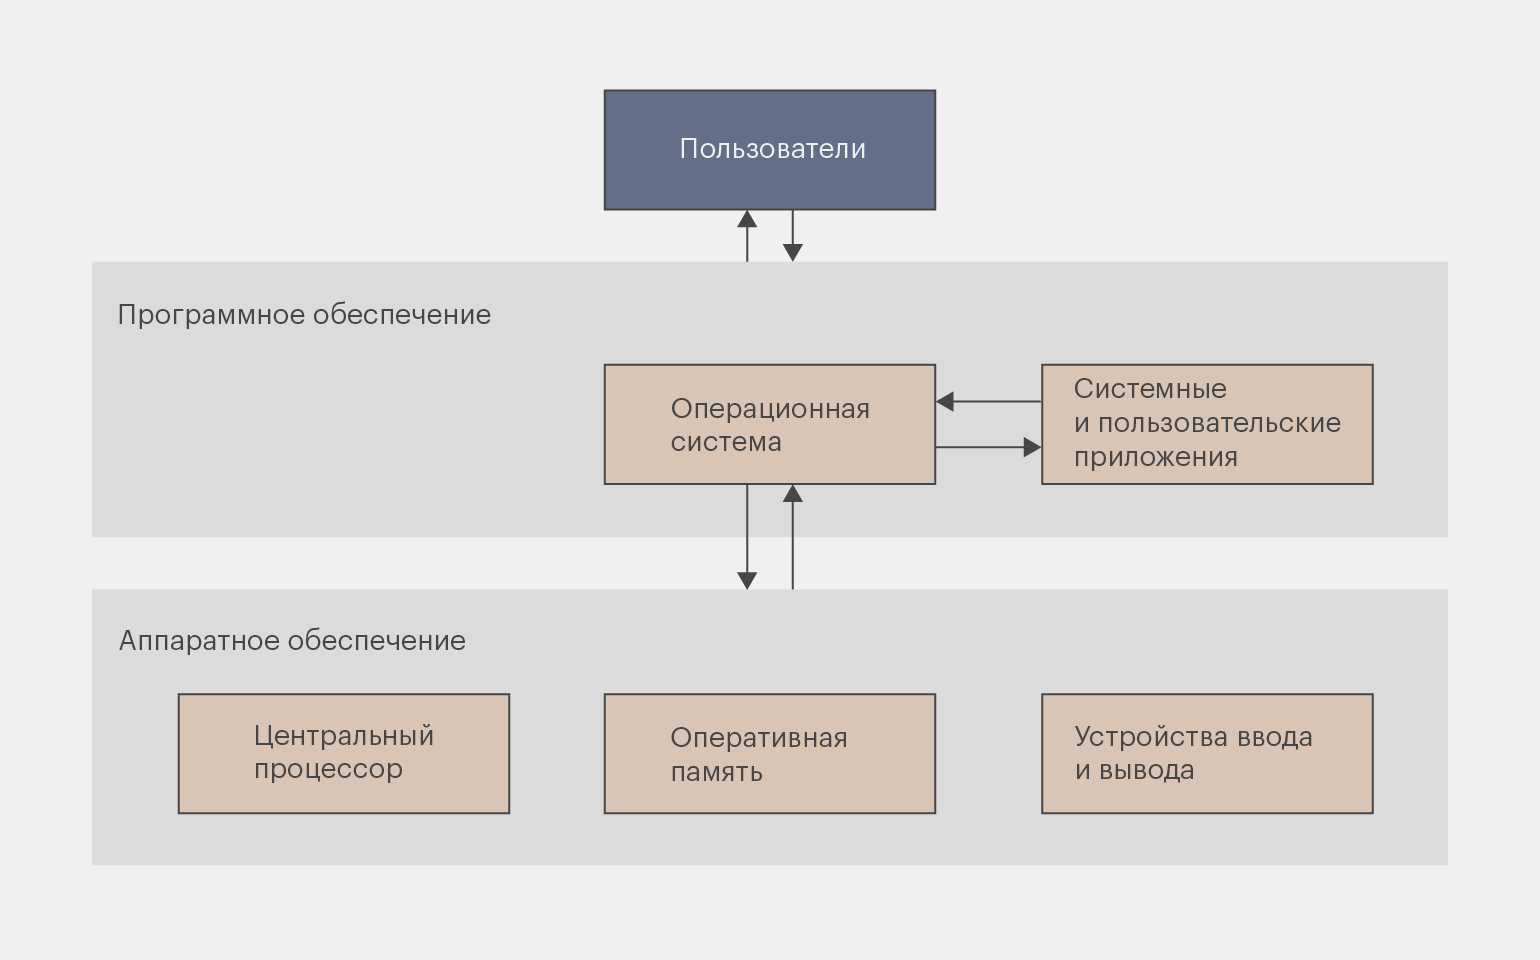 Пользователи
Программное обеспечение
Операционная
система
Системные
и пользовательские
приложения
Аппаратное обеспечение
Центральный
процессор
Оперативная
память
Устройства ввода
и вывода